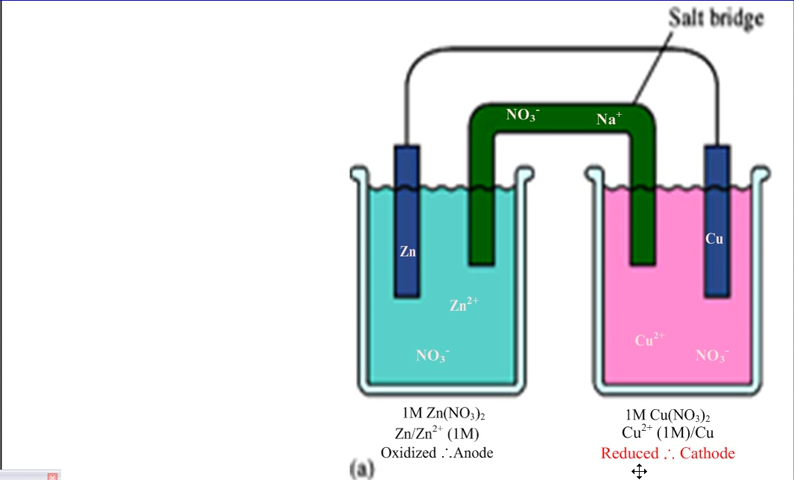 Salt bridge
NO₃⁻ Na⁺
Zn
Cu
Zn²⁺
NO₃⁻
Cu²⁺
NO₃⁻
1M Zn(NO₃)₂
Zn/Zn²⁺ (1M)
Oxidized ∴Anode
1M Cu(NO₃)₂
Cu²⁺ (1M)/Cu
Reduced ∴ Cathode
(a)